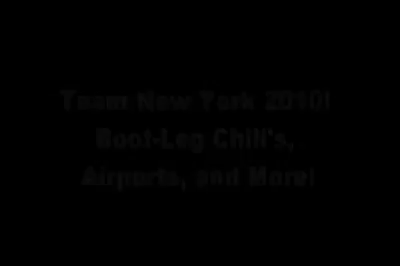 Team New York 2010!
Boot-Leg Chili's,
Airports, and More!